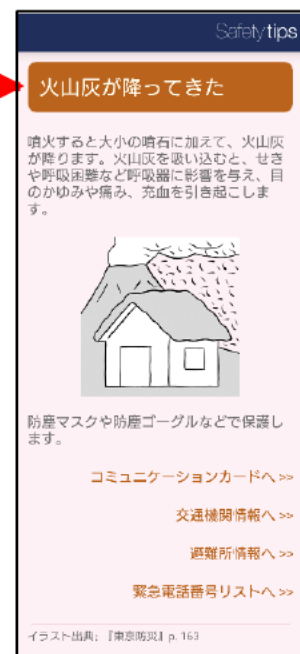 Safety tips
火山灰が降ってきた
噴火すると大小の噴石に加えて、火山灰
が降ります。火山灰を吸い込むと、せき
や呼吸困難など呼吸器に影響を与え、目
のかゆみや痛み、充血を引き起こしま
す。
防塵マスクや防塵ゴーグルなどで保護し
ます。
コミュニケーションカードへ >>
交通機関情報へ >>
避難所情報へ >>
緊急電話番号リストへ >>
イラスト出典:『東京防災』p. 163